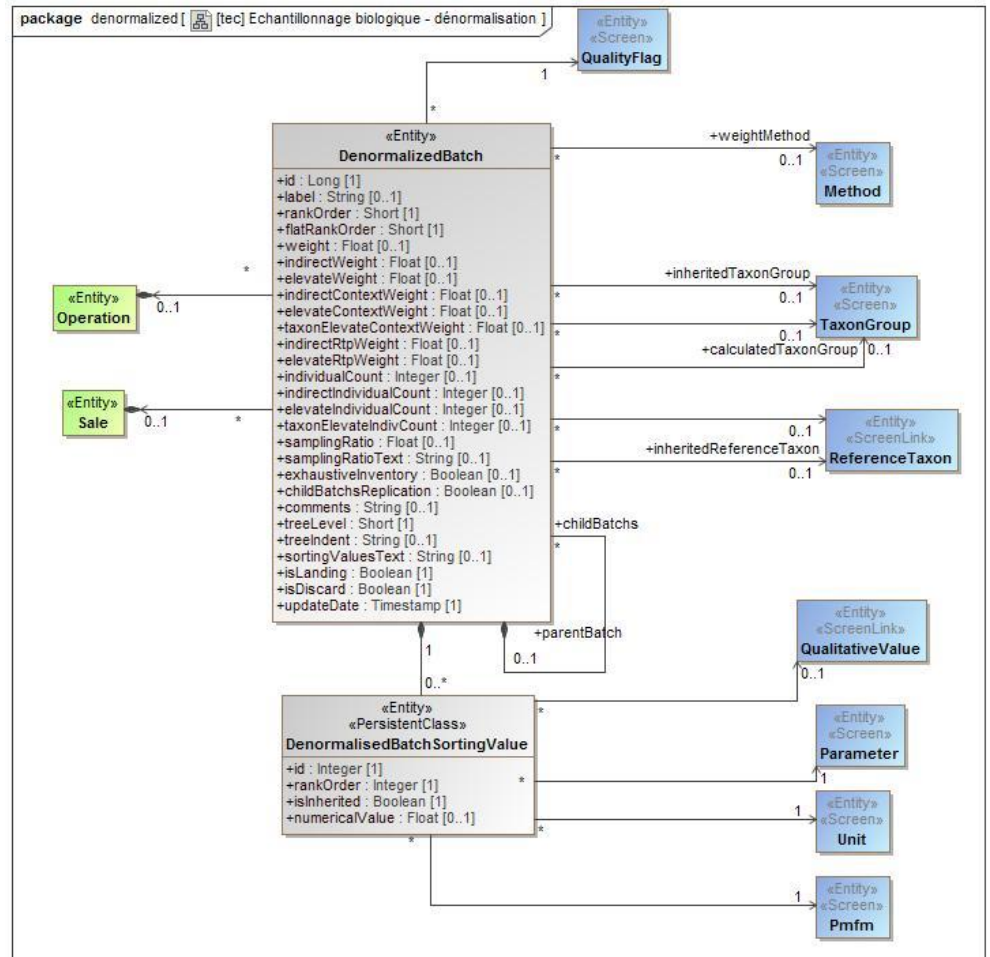 package denormalized [ [tec] Echantillonnage biologique - dénormalisation ]
«Entity»
«Screen»
QualityFlag
1
*
«Entity»
DenormalizedBatch
+id : Long [1]
+label : String [0..1]
+rankOrder : Short [1]
+flatRankOrder : Short [1]
+weight : Float [0..1]
+indirectWeight : Float [0..1]
+elevateWeight : Float [0..1]
+indirectContextWeight : Float [0..1]
+elevateContextWeight : Float [0..1]
+taxonElevateContextWeight : Float [0..1]
+indirectRtpWeight : Float [0..1]
+elevateRtpWeight : Float [0..1]
+individualCount : Integer [0..1]
+indirectIndividualCount : Integer [0..1]
+elevateIndividualCount : Integer [0..1]
+taxonElevateIndivCount : Integer [0..1]
+samplingRatio : Float [0..1]
+samplingRatioText : String [0..1]
+exhaustiveInventory : Boolean [0..1]
+childBatchsReplication : Boolean [0..1]
+comments : String [0..1]
+treeLevel : Short [1]
+treeIndent : String [0..1]
+sortingValuesText : String [0..1]
+isLanding : Boolean [1]
+isDiscard : Boolean [1]
+updateDate : Timestamp [1]
*
+weightMethod
0..1
«Entity»
«Screen»
Method
*
0..1
«Entity»
Operation
*
0..1
«Entity»
Sale
+inheritedTaxonGroup
*
0..1
*
0..1
+calculatedTaxonGroup
*
0..1
«Entity»
«Screen»
TaxonGroup
*
0..1
+inheritedReferenceTaxon
*
0..1
«Entity»
«ScreenLink»
ReferenceTaxon
+childBatchs
*
+parentBatch
0..1
1
0..*
«Entity»
«PersistentClass»
DenormalisedBatchSortingValue
+id : Integer [1]
+rankOrder : Integer [1]
+isInherited : Boolean [1]
+numericalValue : Float [0..1]
«Entity»
«ScreenLink»
QualitativeValue
0..1
*
«Entity»
«Screen»
Parameter
1
*
«Entity»
«Screen»
Unit
1
*
«Entity»
«Screen»
Pmfm
1
*